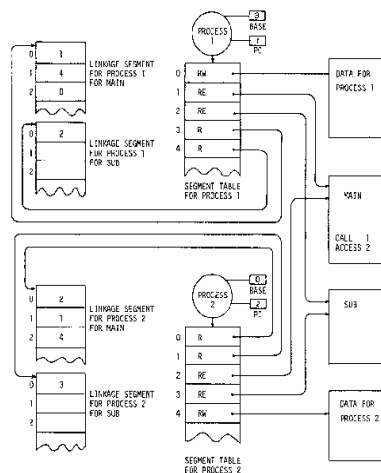 PROCESS
1
3
BASE
1
PC
0 1
1 4
2 0
LINKAGE SEGMENT
FOR PROCESS 1
FOR MAIN
0 2
1
2
LINKAGE SEGMENT
FOR PROCESS 1
FOR SUB
0 RW
1 RE
2 RE
3 R
4 R
SEGMENT TABLE
FOR PROCESS 1
DATA FOR
PROCESS 1
MAIN
CALL 1
ACCESS 2
SUB
DATA FOR
PROCESS 2
0 2
1 1
2 4
LINKAGE SEGMENT
FOR PROCESS 2
FOR MAIN
0 3
1
2
LINKAGE SEGMENT
FOR PROCESS 2
FOR SUB
PROCESS
2
0
BASE
2
PC
0 R
1 R
2 RE
3 RE
4 RW
SEGMENT TABLE
FOR PROCESS 2